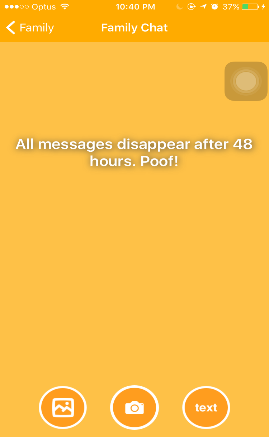 Optus 10:40 PM 37%
Family Family Chat
All messages disappear after 48
hours. Poof!
text